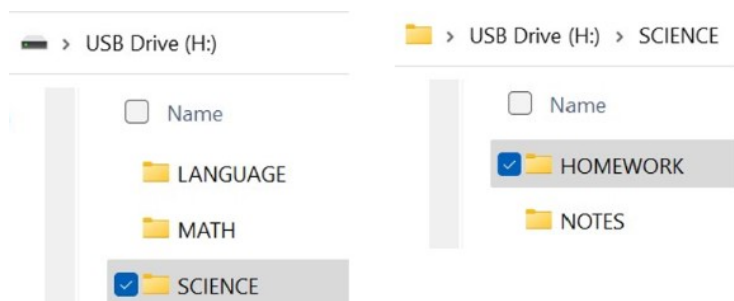 > USB Drive (H:)
Name
LANGUAGE
MATH
SCIENCE
> USB Drive (H:) > SCIENCE
Name
HOMEWORK
NOTES